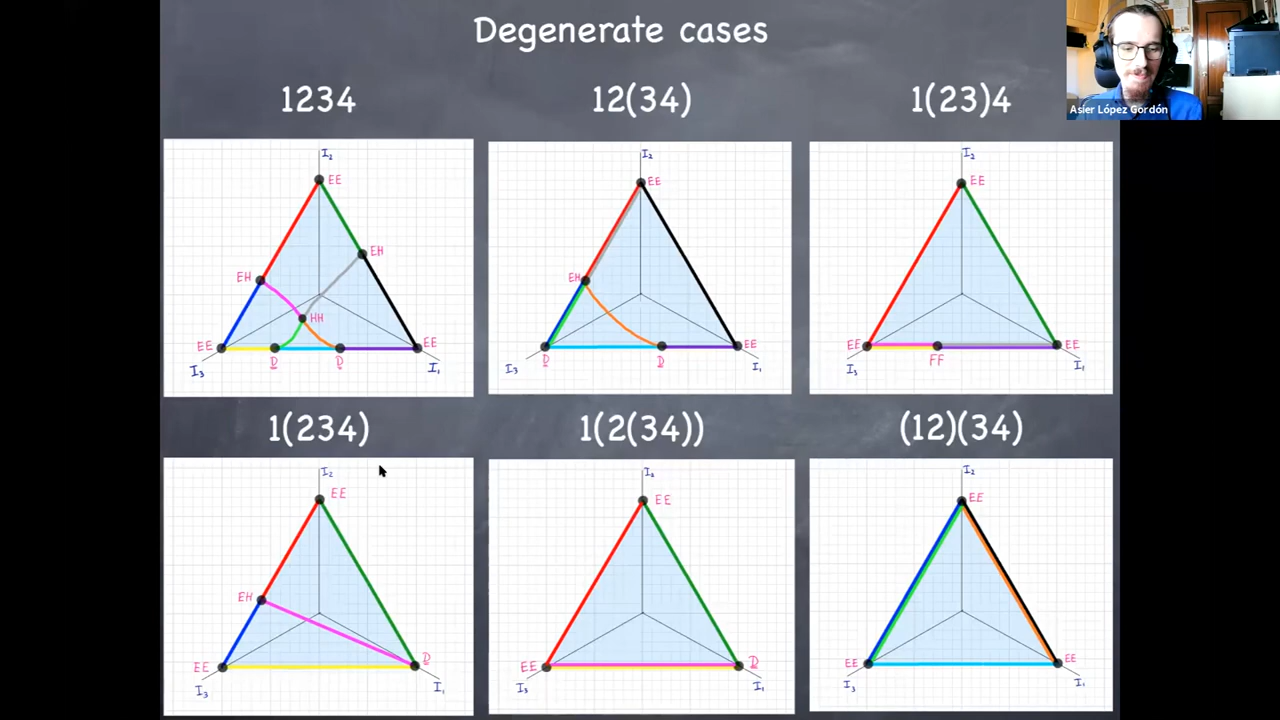 Degenerate cases
Asier López Gordón
1234
12(34)
1(23)4
I₂
EE
EH
EH
HH
EE
D
D
EE
I₃
I₁
I₂
EE
EH
D
D
EE
I₃
I₁
I₂
EE
EE
FF
EE
I₃
I₁
1(234)
1(2(34))
(12)(34)
I₂
EE
EH
EE
D
I₃
I₁
I₂
EE
EE
D
I₃
I₁
I₂
EE
EE
EE
I₃
I₁